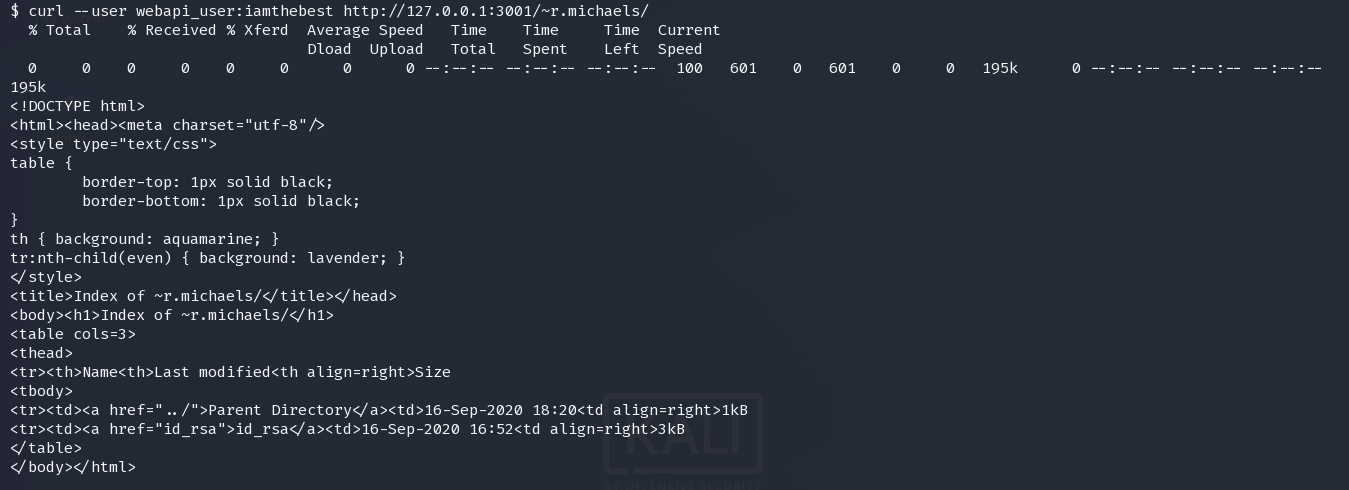 $ curl --user webapi_user:iamthebest http://127.0.0.1:3001/~r.michaels/
  % Total    % Received % Xferd  Average Speed   Time    Time     Time  Current
                                 Dload  Upload   Total   Spent    Left  Speed
  0     0    0     0    0     0      0      0 --:--:-- --:--:-- --:--:--   100   601    0   601    0     0   195k      0 --:--:-- --:--:-- --:--:--
195k
<!DOCTYPE html>
<html><head><meta charset="utf-8"/>
<style type="text/css">
table {
        border-top: 1px solid black;
        border-bottom: 1px solid black;
}
th { background: aquamarine; }
tr:nth-child(even) { background: lavender; }
</style>
<title>Index of ~r.michaels/</title></head>
<body><h1>Index of ~r.michaels/</h1>
<table cols=3>
<thead>
<tr><th>Name<th>Last modified<th align=right>Size
<tbody>
<tr><td><a href="../">Parent Directory</a><td>16-Sep-2020 18:20<td align=right>1kB
<tr><td><a href="id_rsa">id_rsa</a><td>16-Sep-2020 16:52<td align=right>3kB
</table>
</body></html>
KALI
BY OFFENSIVE SECURITY